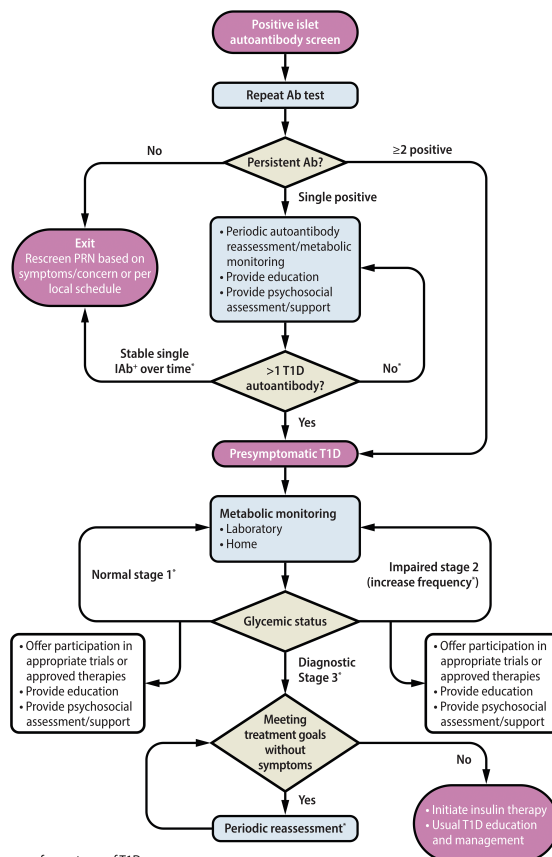 Positive islet
autoantibody screen
Repeat Ab test
Persistent Ab?
No
≥2 positive
Single positive
Exit
Rescreen PRN based on
symptoms/concern or per
local schedule
• Periodic autoantibody
reassessment/metabolic
monitoring
• Provide education
• Provide psychosocial
assessment/support
Stable single
IAb⁺ over time*
>1 T1D
autoantibody?
No*
Yes
Presymptomatic T1D
Metabolic monitoring
• Laboratory
• Home
Normal stage 1*
Impaired stage 2
(increase frequency*)
Glycemic status
• Offer participation in
appropriate trials or
approved therapies
• Provide education
• Provide psychosocial
assessment/support
Diagnostic
Stage 3*
• Offer participation in
appropriate trials or
approved therapies
• Provide education
• Provide psychosocial
assessment/support
Meeting
treatment goals
without
symptoms
No
Yes
Periodic reassessment*
• Initiate insulin therapy
• Usual T1D education
and management